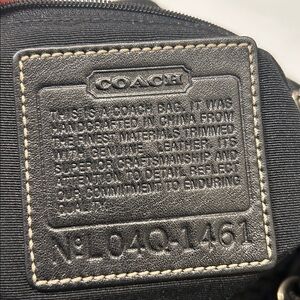 COACH
THIS IS A COACH BAG. IT WAS
HANDCRAFTED IN CHINA FROM
THE FINEST MATERIALS TRIMMED
WITH GENUINE LEATHER. ITS
SUPERIOR CRAFTSMANSHIP AND
ATTENTION TO DETAIL REFLECT
OUR COMMITMENT TO ENDURING
QUALITY.
No L04Q-1461